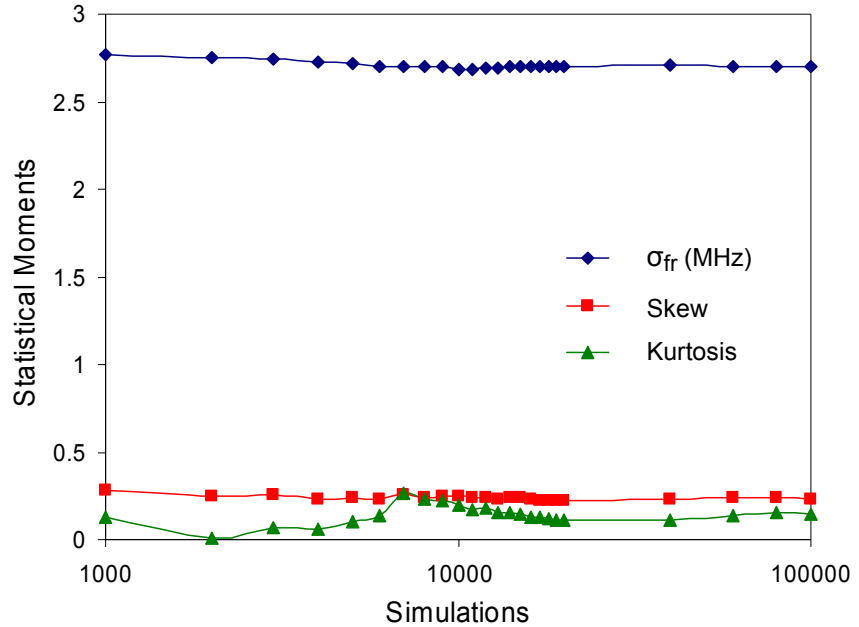 3
2.5
2
1.5
1
0.5
0
Statistical Moments
σfr (MHz)
Skew
Kurtosis
1000
10000
100000
Simulations